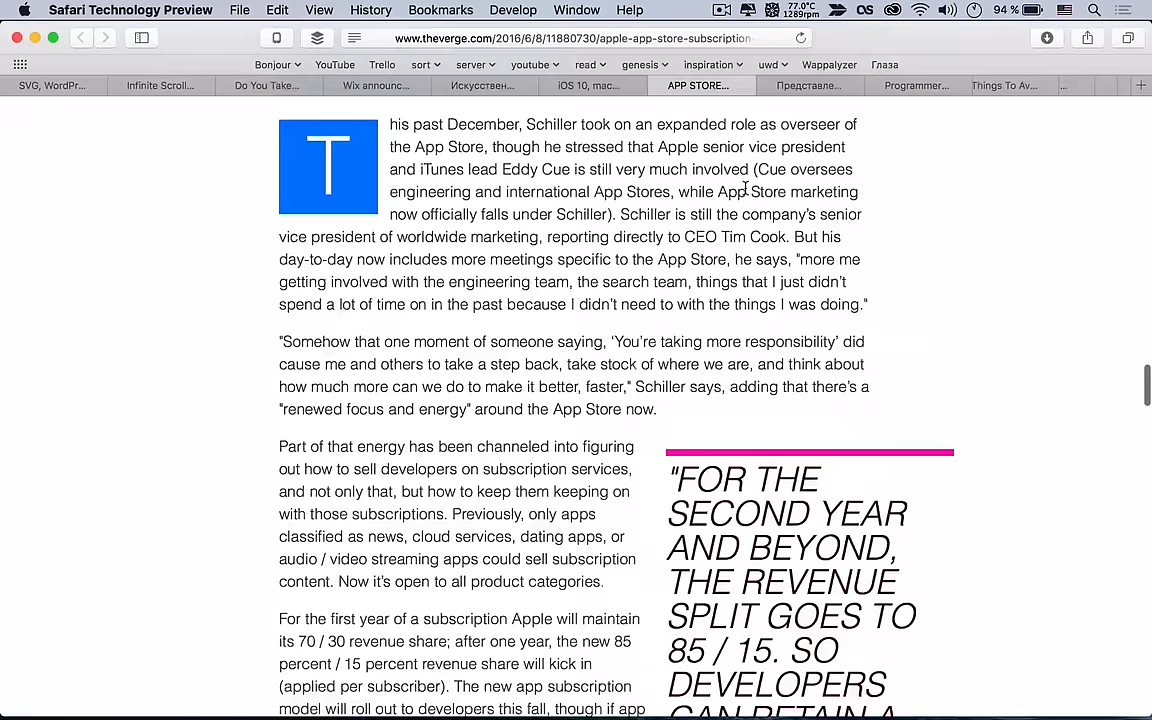 Safari Technology Preview File Edit View History Bookmarks Develop Window Help 77.0°C 1289rpm 94 %
www.theverge.com/2016/6/8/11880730/apple-app-store-subscription-
Bonjour YouTube Trello sort server youtube read genesis inspiration uwd Wappalyzer Глаза
SVG, WordPr... Infinite Scroll... Do You Take... Wix announc... Искусствен... iOS 10, mac... APP STORE... Представле... Programmer... Things To Av... ...
This past December, Schiller took on an expanded role as overseer of
the App Store, though he stressed that Apple senior vice president
and iTunes lead Eddy Cue is still very much involved (Cue oversees
engineering and international App Stores, while App Store marketing
now officially falls under Schiller). Schiller is still the company's senior
vice president of worldwide marketing, reporting directly to CEO Tim Cook. But his
day-to-day now includes more meetings specific to the App Store, he says, "more me
getting involved with the engineering team, the search team, things that I just didn't
spend a lot of time on in the past because I didn't need to with the things I was doing."
"Somehow that one moment of someone saying, 'You're taking more responsibility' did
cause me and others to take a step back, take stock of where we are, and think about
how much more can we do to make it better, faster," Schiller says, adding that there's a
"renewed focus and energy" around the App Store now.
Part of that energy has been channeled into figuring
out how to sell developers on subscription services,
and not only that, but how to keep them keeping on
with those subscriptions. Previously, only apps
classified as news, cloud services, dating apps, or
audio / video streaming apps could sell subscription
content. Now it's open to all product categories.
For the first year of a subscription Apple will maintain
its 70 / 30 revenue share; after one year, the new 85
percent / 15 percent revenue share will kick in
(applied per subscriber). The new app subscription
model will roll out to developers this fall, though if app
"FOR THE
SECOND YEAR
AND BEYOND,
THE REVENUE
SPLIT GOES TO
85 / 15. SO
DEVELOPERS
CAN RETAIN A